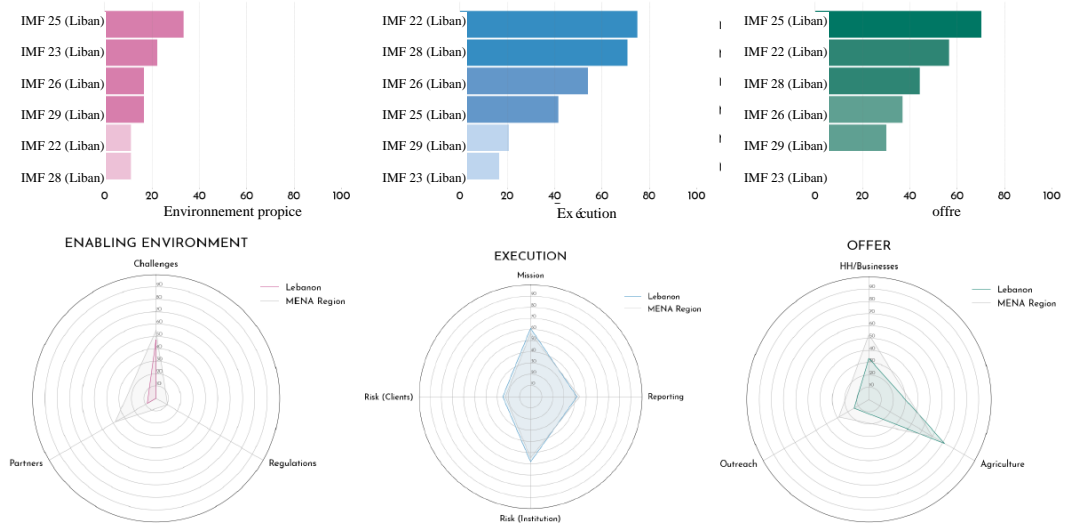 IMF 25 (Liban)
IMF 23 (Liban)
IMF 26 (Liban)
IMF 29 (Liban)
IMF 22 (Liban)
IMF 28 (Liban)
0 20 40 60 80 100
Environnement propice
IMF 22 (Liban)
IMF 28 (Liban)
IMF 26 (Liban)
IMF 25 (Liban)
IMF 29 (Liban)
IMF 23 (Liban)
0 20 40 60 80 100
Exécution
IMF 25 (Liban)
IMF 22 (Liban)
IMF 28 (Liban)
IMF 26 (Liban)
IMF 29 (Liban)
IMF 23 (Liban)
0 20 40 60 80 100
offre
ENABLING ENVIRONMENT
Challenges
Lebanon
MENA Region
Partners
Regulations
EXECUTION
Mission
Lebanon
MENA Region
Risk (Clients)
Reporting
Risk (Institution)
OFFER
HH/Businesses
Lebanon
MENA Region
Outreach
Agriculture